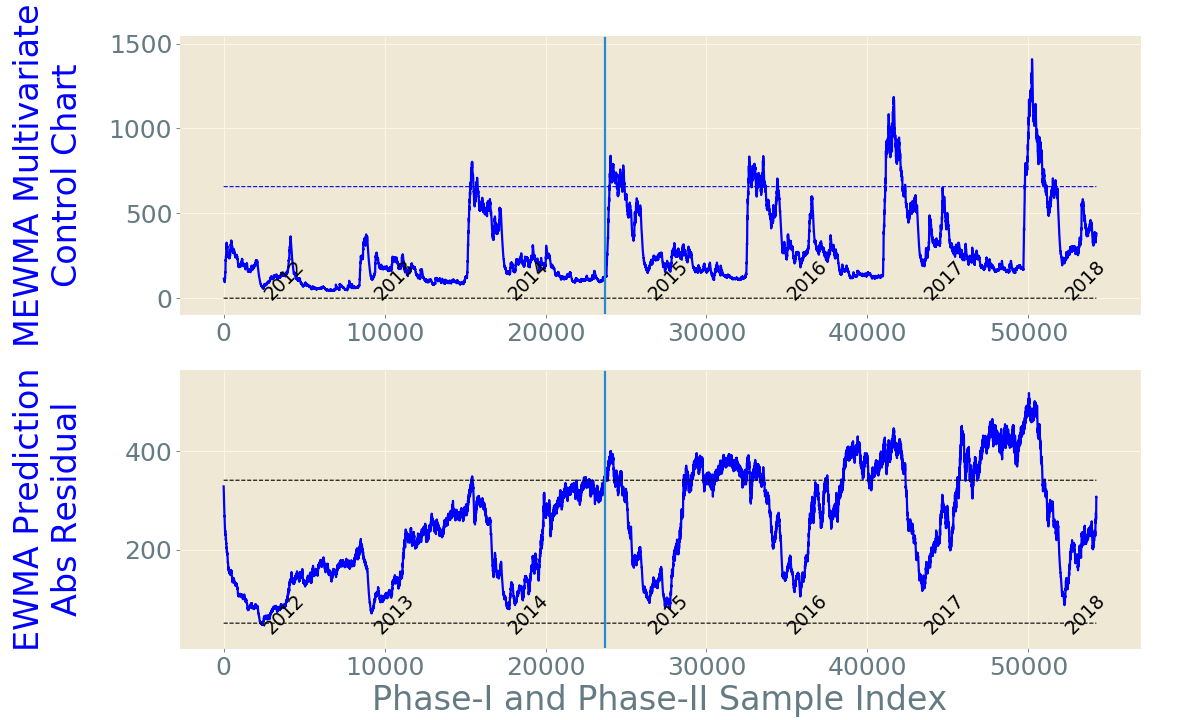 MEWMA Multivariate
Control Chart
1500
1000
500
0
2012
2013
2014
2015
2016
2017
2018
0 10000 20000 30000 40000 50000
EWMA Prediction
Abs Residual
400
200
2012
2013
2014
2015
2016
2017
2018
0 10000 20000 30000 40000 50000
Phase-I and Phase-II Sample Index